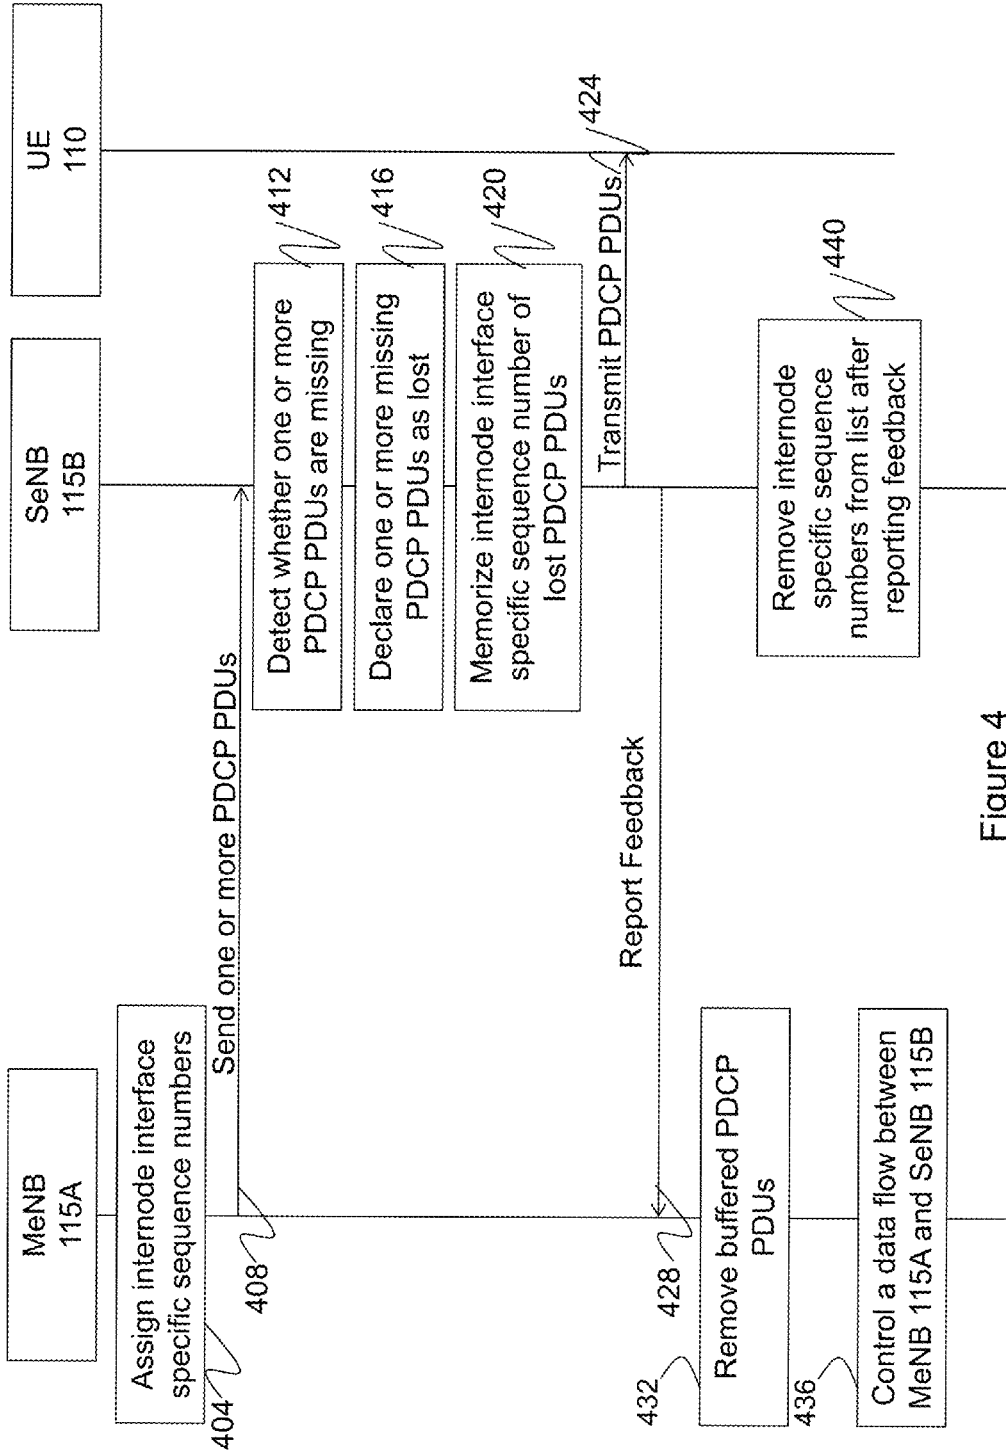 MeNB
115A
SeNB
115B
UE
110
Assign internode interface
specific sequence numbers
404
Send one or more PDCP PDUs
408
Detect whether one or more
PDCP PDUs are missing
412
Declare one or more missing
PDCP PDUs as lost
416
Memorize internode interface
specific sequence number of
lost PDCP PDUs
420
Transmit PDCP PDUs
424
Report Feedback
428
Remove buffered PDCP
PDUs
432
Remove internode
specific sequence
numbers from list after
reporting feedback
440
Control a data flow between
MeNB 115A and SeNB 115B
436
Figure 4